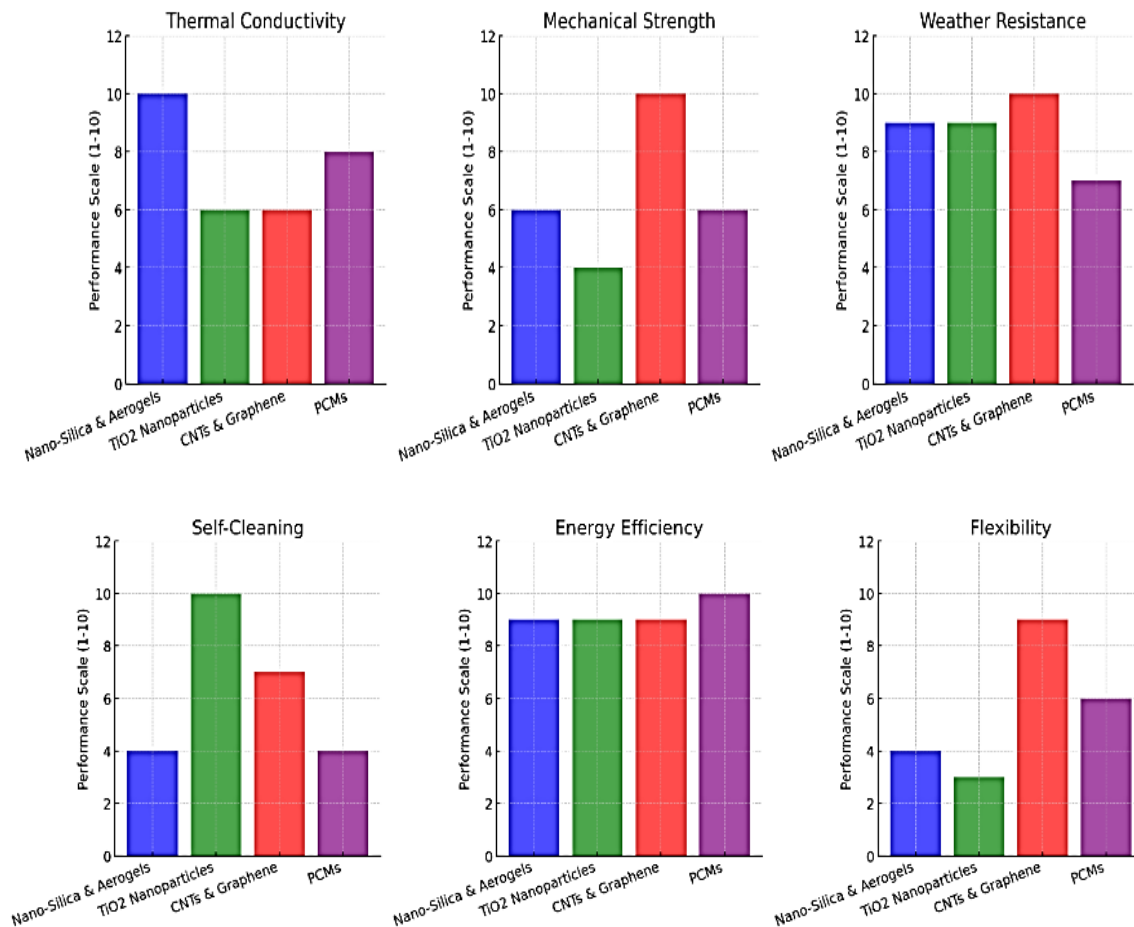 Thermal Conductivity
Performance Scale (1-10)
12
10
8
6
4
2
0
Nano-Silica & Aerogels
TiO2 Nanoparticles
CNTs & Graphene
PCMs
Mechanical Strength
Performance Scale (1-10)
12
10
8
6
4
2
0
Nano-Silica & Aerogels
TiO2 Nanoparticles
CNTs & Graphene
PCMs
Weather Resistance
Performance Scale (1-10)
12
10
8
6
4
2
0
Nano-Silica & Aerogels
TiO2 Nanoparticles
CNTs & Graphene
PCMs
Self-Cleaning
Performance Scale (1-10)
12
10
8
6
4
2
0
Nano-Silica & Aerogels
TiO2 Nanoparticles
CNTs & Graphene
PCMs
Energy Efficiency
Performance Scale (1-10)
12
10
8
6
4
2
0
Nano-Silica & Aerogels
TiO2 Nanoparticles
CNTs & Graphene
PCMs
Flexibility
Performance Scale (1-10)
12
10
8
6
4
2
0
Nano-Silica & Aerogels
TiO2 Nanoparticles
CNTs & Graphene
PCMs